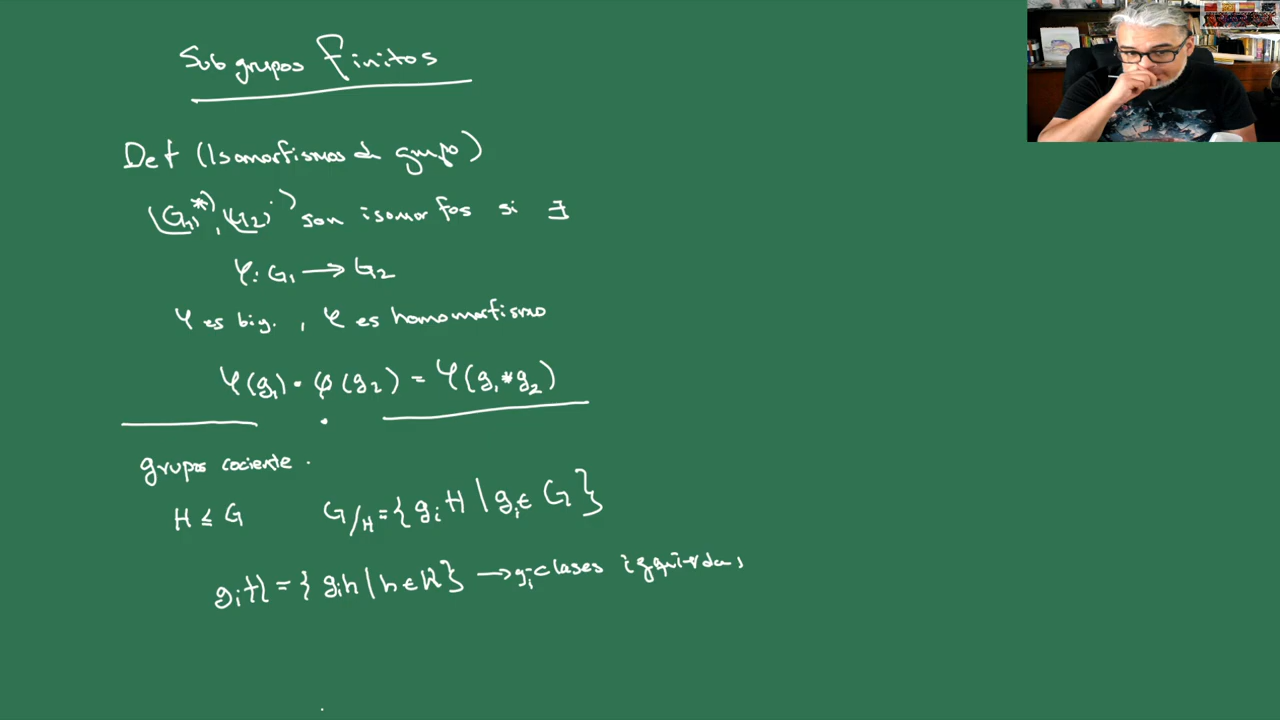 Subgrupos finitos
Def (Isomorfismos de grupo)
(G₁,*), (G₂,·) son isomorfos si ∃
φ: G₁ → G₂
φ es biy. , φ es homomorfismo
φ(g₁) · φ(g₂) = φ(g₁*g₂)
grupos cociente.
H ≤ G G/H = {gᵢH | gᵢ ∈ G}
gᵢH = {gᵢh | h ∈ H} → gᵢ-clases izquierdas